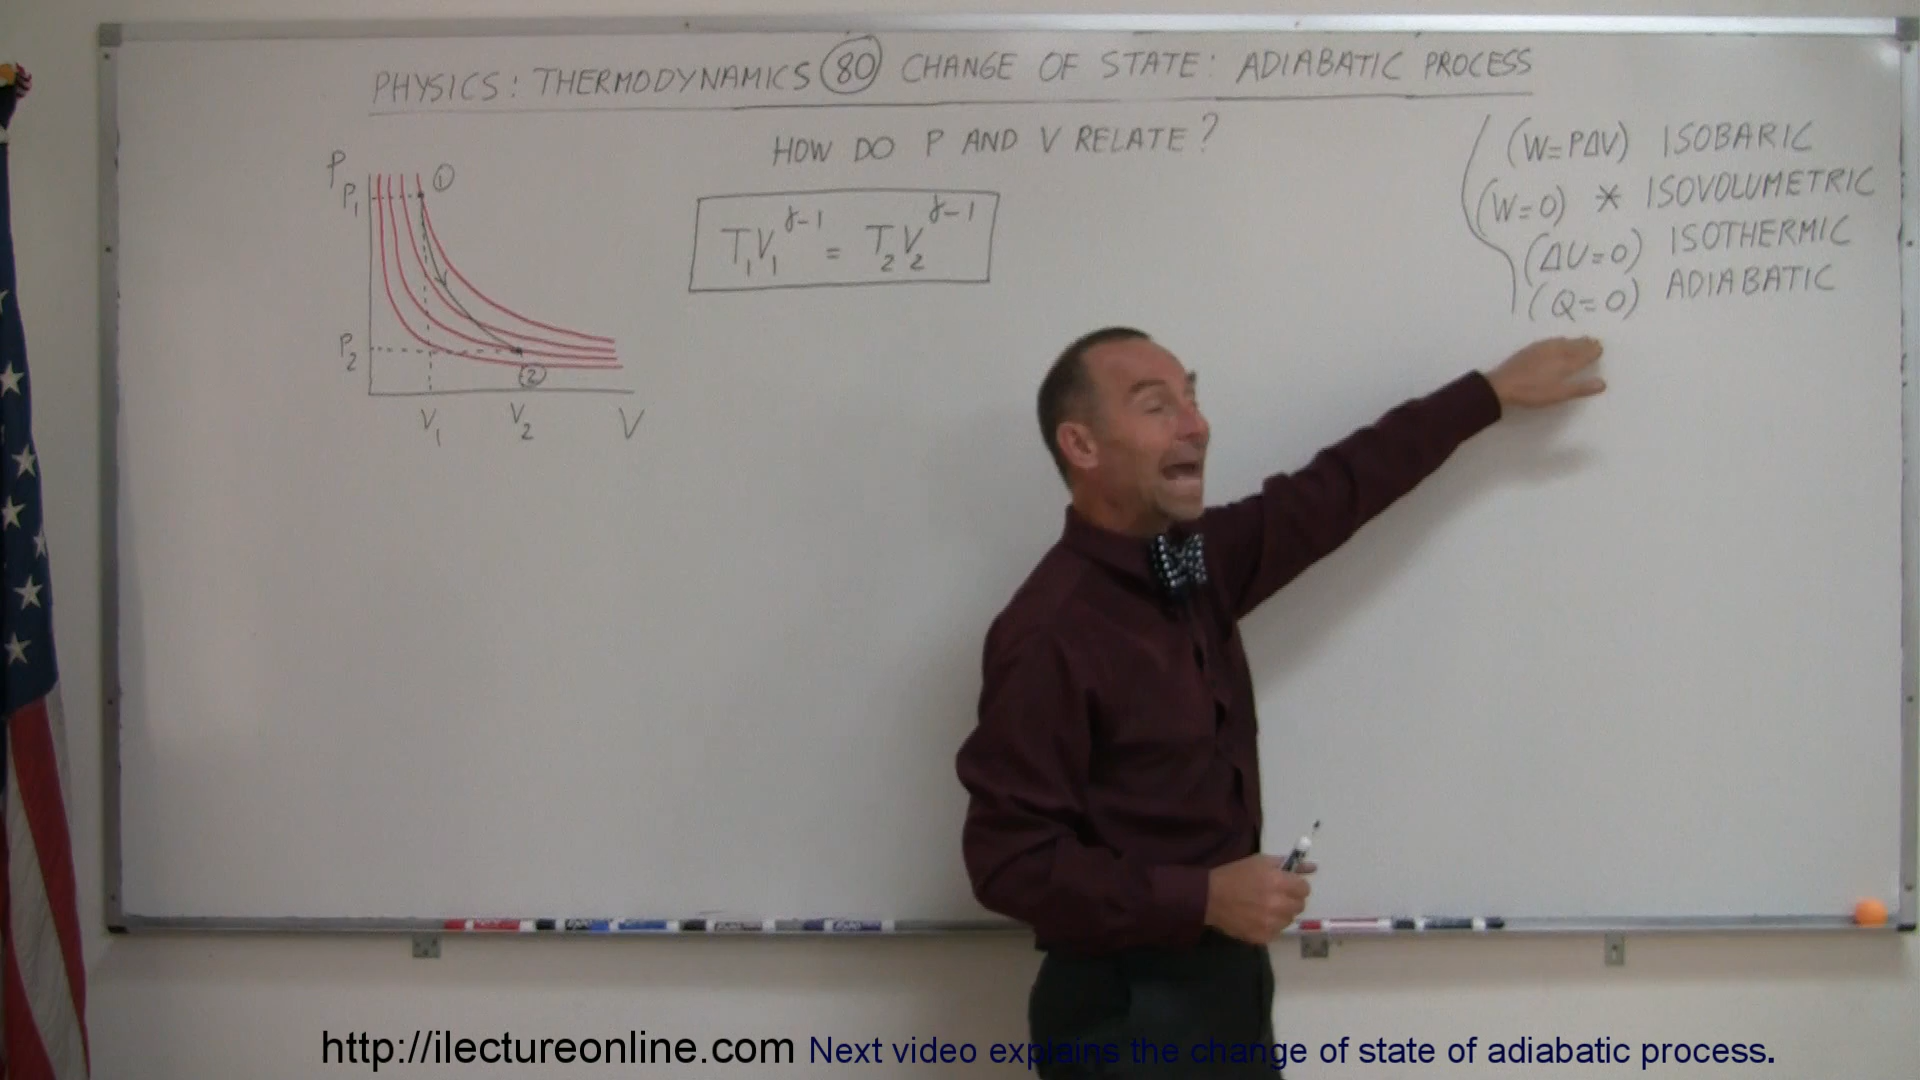 PHYSICS: THERMODYNAMICS 80 CHANGE OF STATE: ADIABATIC PROCESS
HOW DO P AND V RELATE?
P
P₁
①
P₂
②
V₁
V₂
V
T₁V₁^γ-1 = T₂V₂^γ-1
(W=PΔV) ISOBARIC
(W=0) * ISOVOLUMETRIC
(ΔU=0) ISOTHERMIC
(Q=0) ADIABATIC
http://ilectureonline.com Next video explains the change of state of adiabatic process.